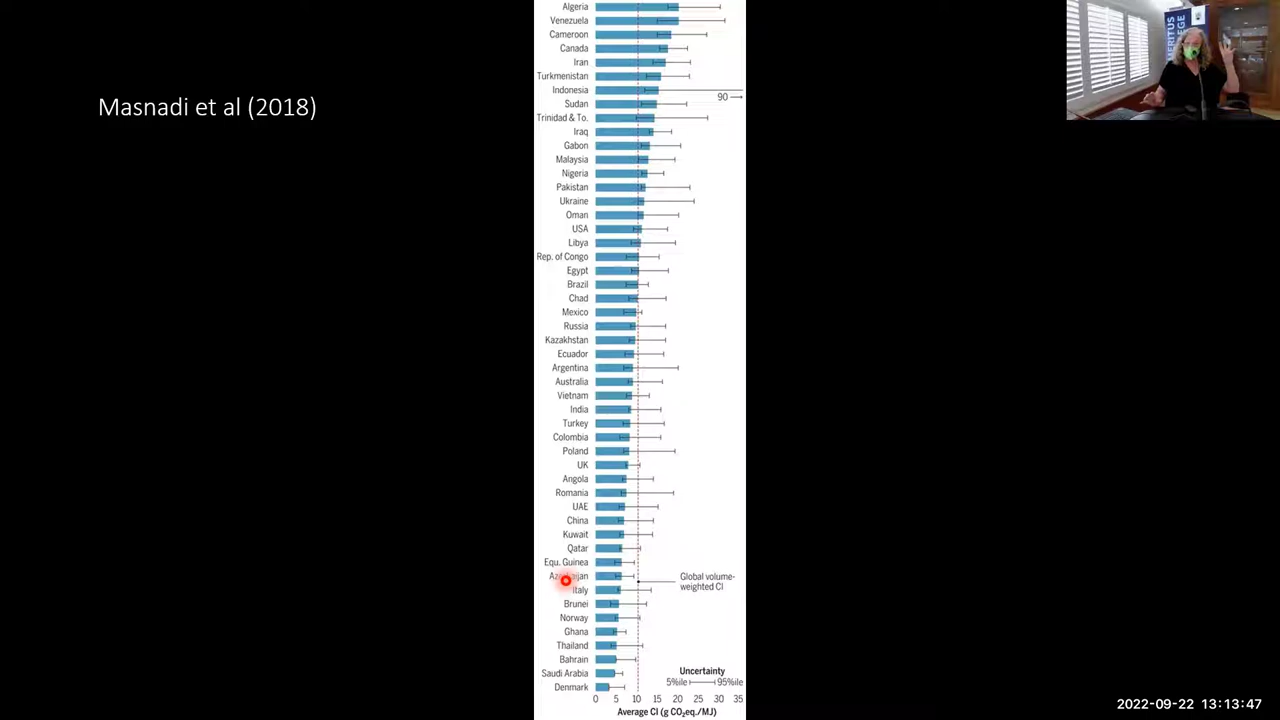 Masnadi et al (2018)
Algeria
Venezuela
Cameroon
Canada
Iran
Turkmenistan
Indonesia
90
Sudan
Trinidad & To.
Iraq
Gabon
Malaysia
Nigeria
Pakistan
Ukraine
Oman
USA
Libya
Rep. of Congo
Egypt
Brazil
Chad
Mexico
Russia
Kazakhstan
Ecuador
Argentina
Australia
Vietnam
India
Turkey
Colombia
Poland
UK
Angola
Romania
UAE
China
Kuwait
Qatar
Equ. Guinea
Azerbaijan
Italy
Brunei
Norway
Ghana
Thailand
Bahrain
Saudi Arabia
Denmark
Global volume-
weighted CI
Uncertainty
5%ile 95%ile
0 5 10 15 20 25 30 35
Average CI (g CO₂eq./MJ)
2022-09-22 13:13:47